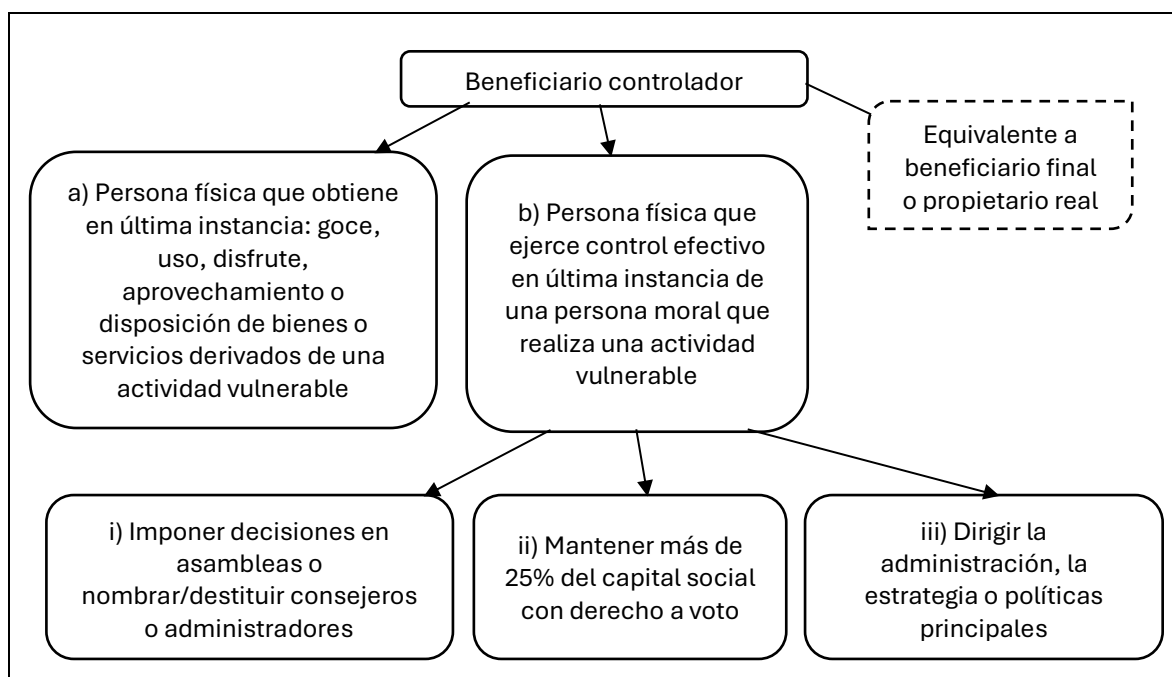 Beneficiario controlador
Equivalente a
beneficiario final
o propietario real
a) Persona física que obtiene
en última instancia: goce,
uso, disfrute,
aprovechamiento o
disposición de bienes o
servicios derivados de una
actividad vulnerable
b) Persona física que
ejerce control efectivo
en última instancia de
una persona moral que
realiza una actividad
vulnerable
i) Imponer decisiones en
asambleas o
nombrar/destituir consejeros
o administradores
ii) Mantener más de
25% del capital social
con derecho a voto
iii) Dirigir la
administración, la
estrategia o políticas
principales